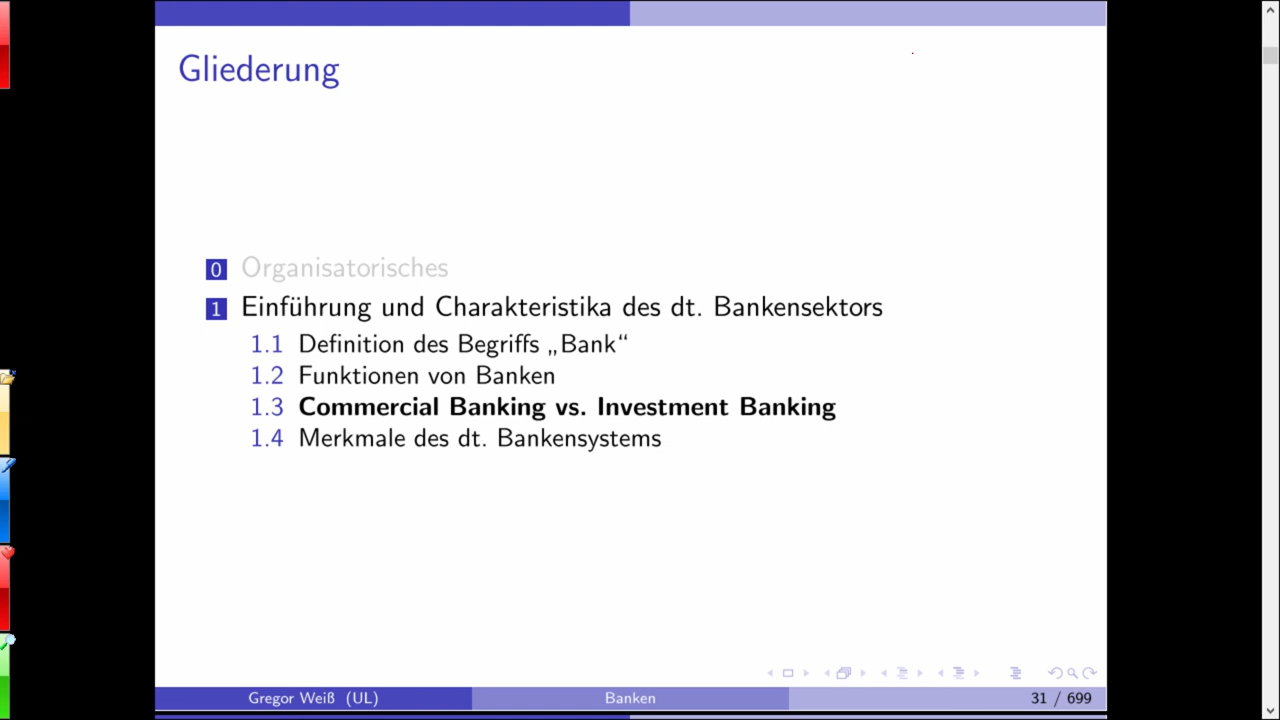 Gliederung
0 Organisatorisches
1 Einführung und Charakteristika des dt. Bankensektors
1.1 Definition des Begriffs „Bank“
1.2 Funktionen von Banken
1.3 Commercial Banking vs. Investment Banking
1.4 Merkmale des dt. Bankensystems
Gregor Weiß (UL) Banken 31 / 699